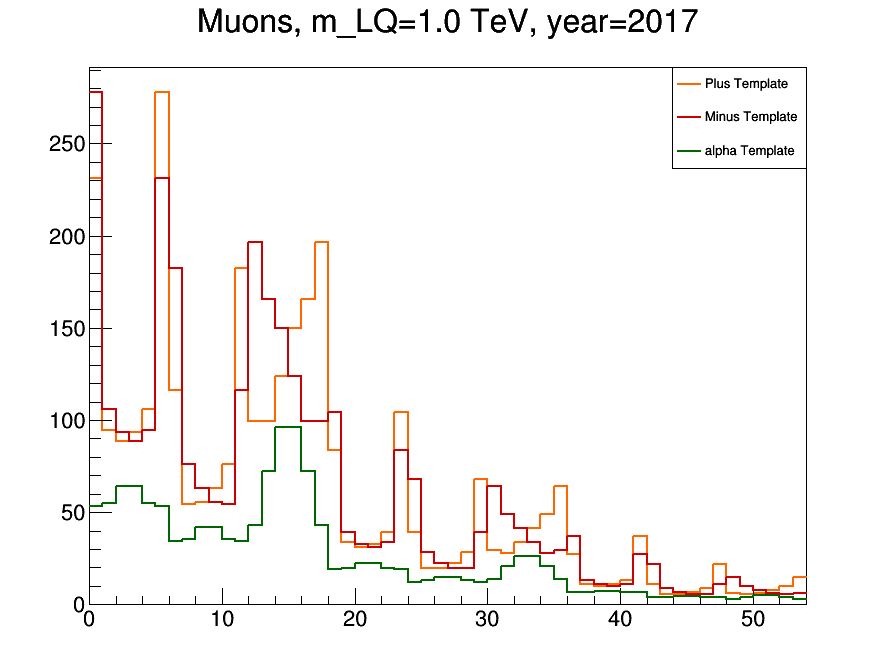 Muons, m_LQ=1.0 TeV, year=2017
Plus Template
Minus Template
alpha Template
250
200
150
100
50
0
0 10 20 30 40 50